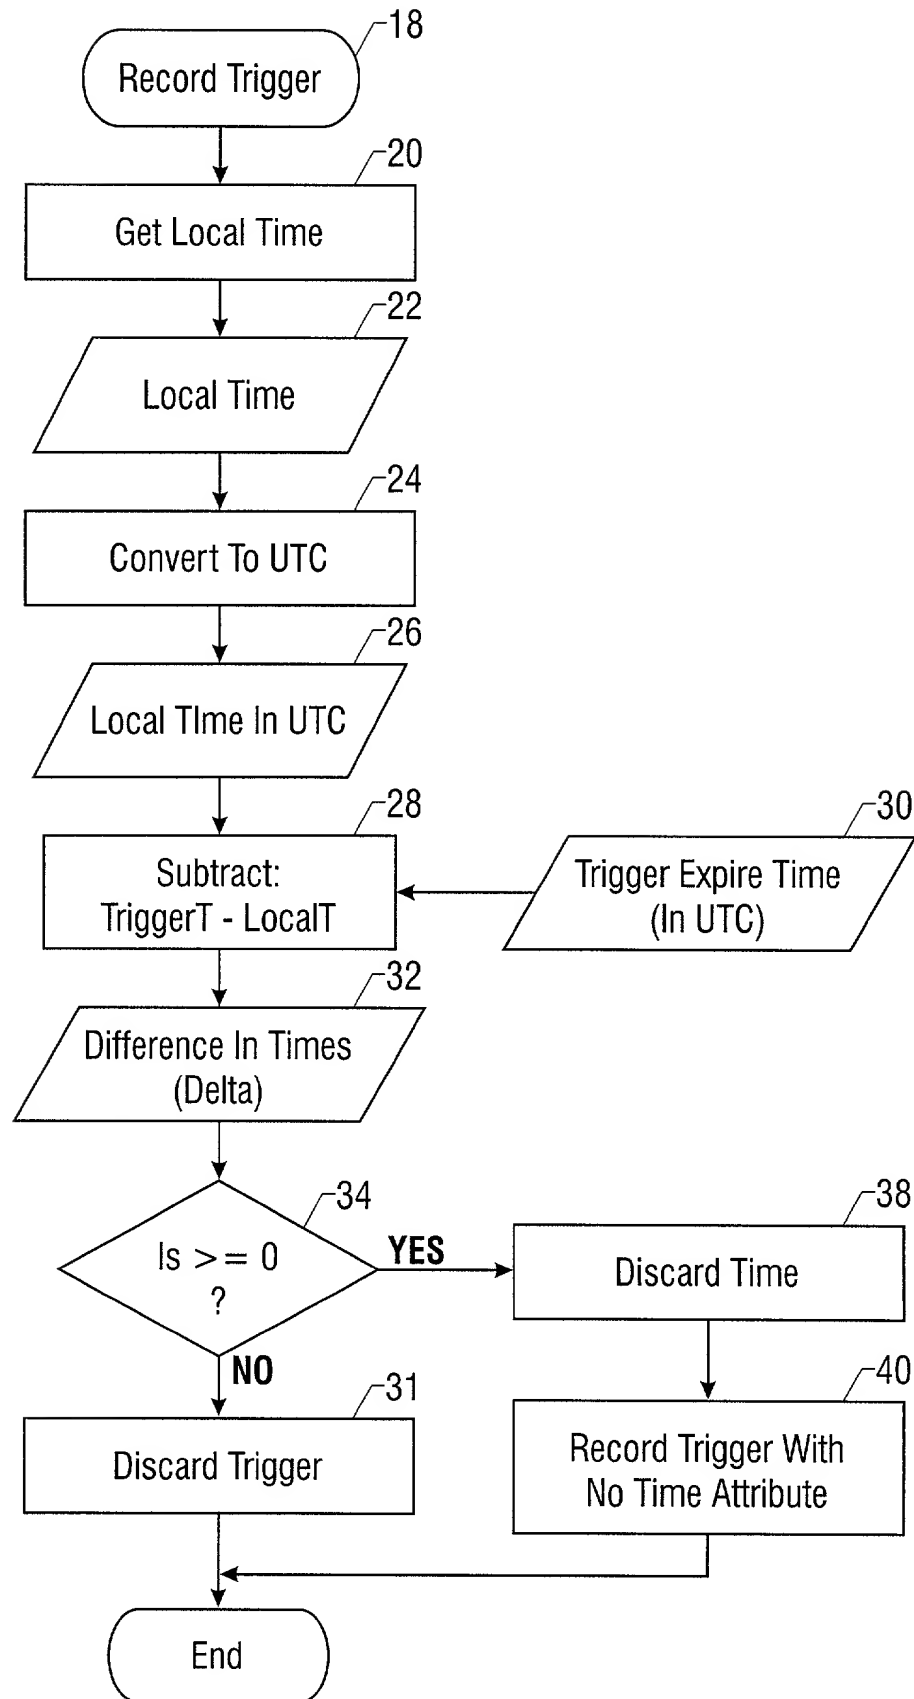 18
Record Trigger
20
Get Local Time
22
Local Time
24
Convert To UTC
26
Local TIme In UTC
28
Subtract:
TriggerT - LocalT
30
Trigger Expire Time
(In UTC)
32
Difference In Times
(Delta)
34
Is >= 0
?
YES
38
Discard Time
NO
31
Discard Trigger
40
Record Trigger With
No Time Attribute
End